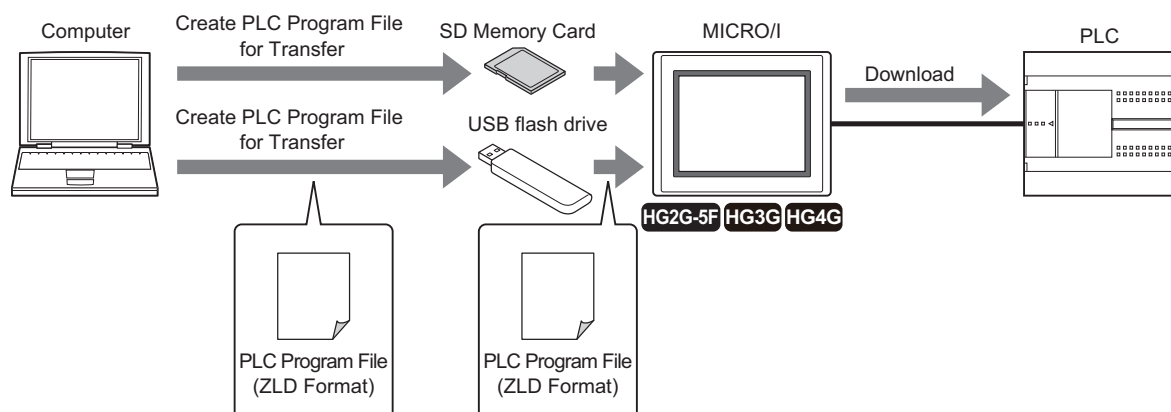 Computer
Create PLC Program File
for Transfer
SD Memory Card
MICRO/I
PLC
Download
Create PLC Program File
for Transfer
USB flash drive
HG2G-5F HG3G HG4G
PLC Program File
(ZLD Format)
PLC Program File
(ZLD Format)